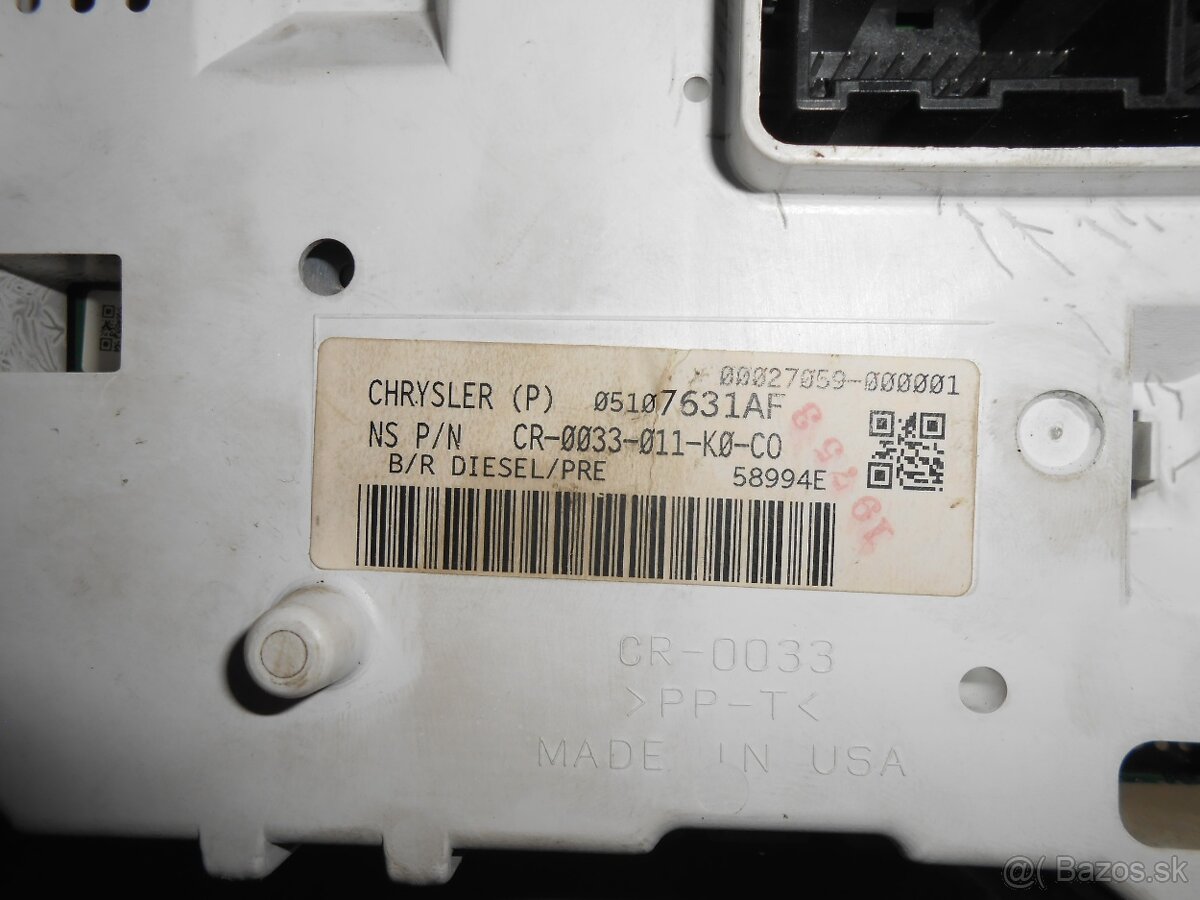 00027059-000001
CHRYSLER (P) 05107631AF
NS P/N CR-0033-011-K0-CO
B/R DIESEL/PRE 58994E
CR-0033
>PP-T<
MADE IN USA
@( Bazos.sk